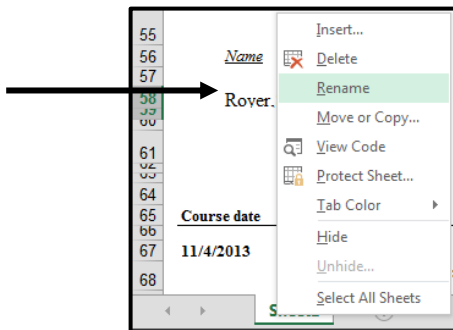 55
Insert...
56 Name Delete
57
58 Rover. Rename
59
60 Move or Copy...
61 View Code
62
63 Protect Sheet...
64
65 Course date Tab Color
66
67 11/4/2013 Hide
Unhide...
68
Select All Sheets